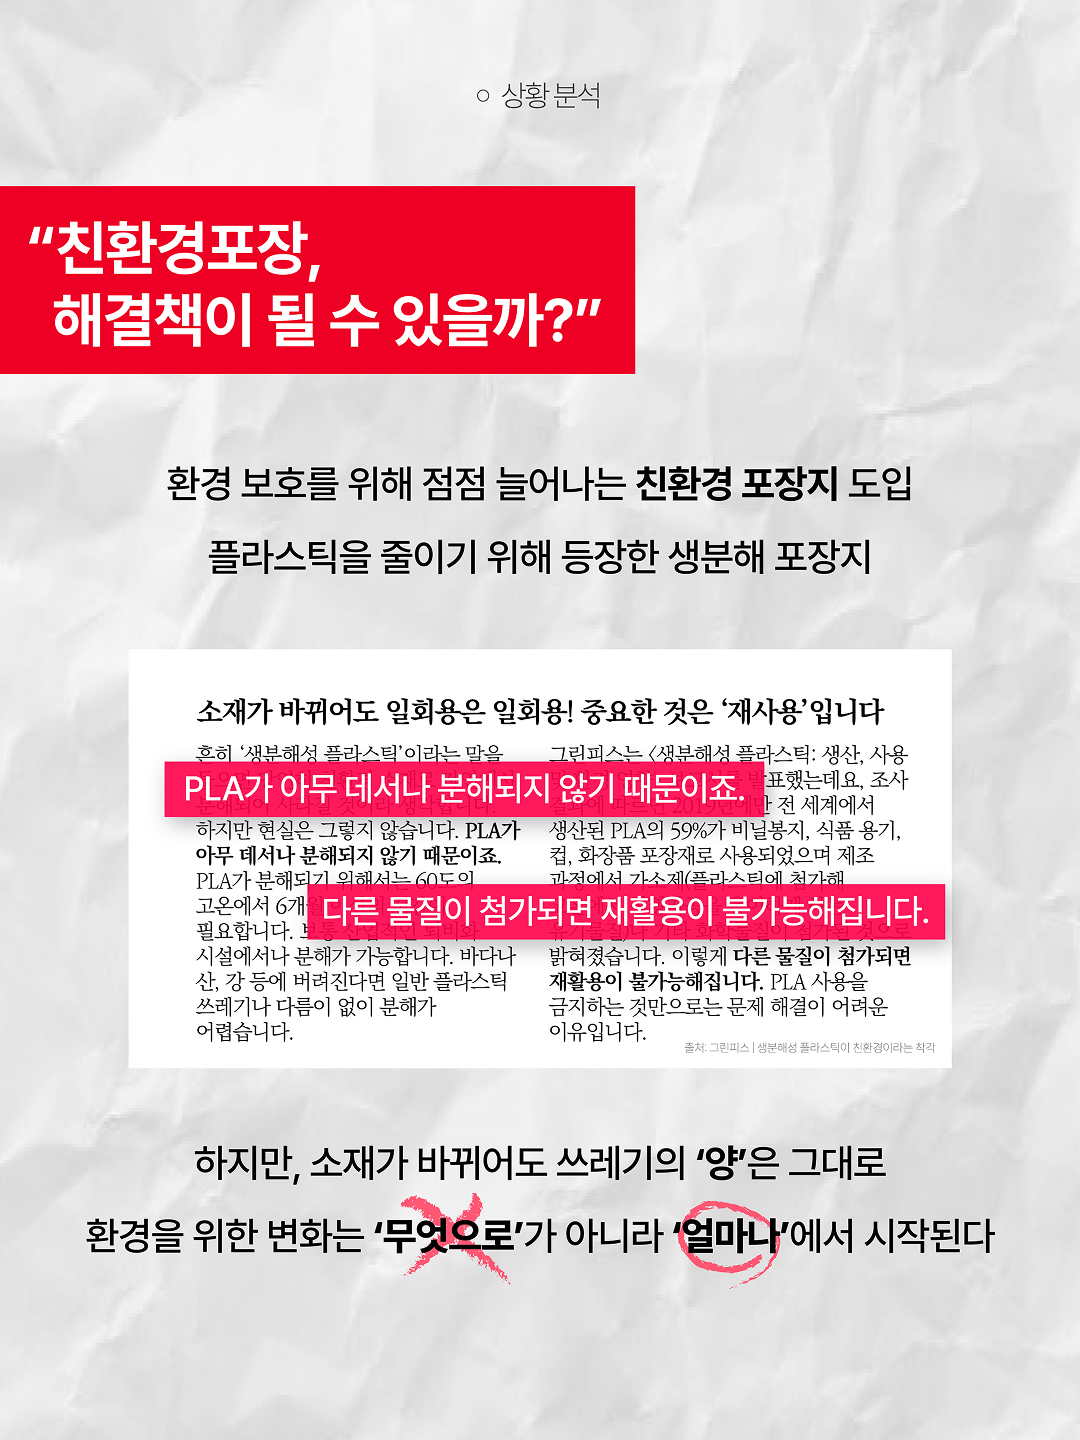 상황 분석
“친환경포장,
해결책이 될 수 있을까?”
환경 보호를 위해 점점 늘어나는 친환경 포장지 도입
플라스틱을 줄이기 위해 등장한 생분해 포장지
소재가 바뀌어도 일회용은 일회용! 중요한 것은 ‘재사용’입니다
흔히 ‘생분해성 플라스틱’이라는 말을
PLA가 아무 데서나 분해되지 않기 때문이죠.
하지만 현실은 그렇지 않습니다. PLA가
아무 데서나 분해되지 않기 때문이죠.
PLA가 분해되기 위해서는 60도의
고온에서 6개월
필요합니다. 보통 산업적인 퇴비화
시설에서나 분해가 가능합니다. 바다나
산, 강 등에 버려진다면 일반 플라스틱
쓰레기나 다름이 없이 분해가
어렵습니다.
그린피스는 <생분해성 플라스틱: 생산, 사용
발표했는데요, 조사
결과에 따르면 2019년에만 전 세계에서
생산된 PLA의 59%가 비닐봉지, 식품 용기,
컵, 화장품 포장재로 사용되었으며 제조
과정에서 가소제(플라스틱에 첨가해
다른 물질이 첨가되면 재활용이 불가능해집니다.
밝혀졌습니다. 이렇게 다른 물질이 첨가되면
재활용이 불가능해집니다. PLA 사용을
금지하는 것만으로는 문제 해결이 어려운
이유입니다.
출처: 그린피스 | 생분해성 플라스틱이 친환경이라는 착각
하지만, 소재가 바뀌어도 쓰레기의 ‘양’은 그대로
환경을 위한 변화는 ‘무엇으로’가 아니라 ‘얼마나’에서 시작된다